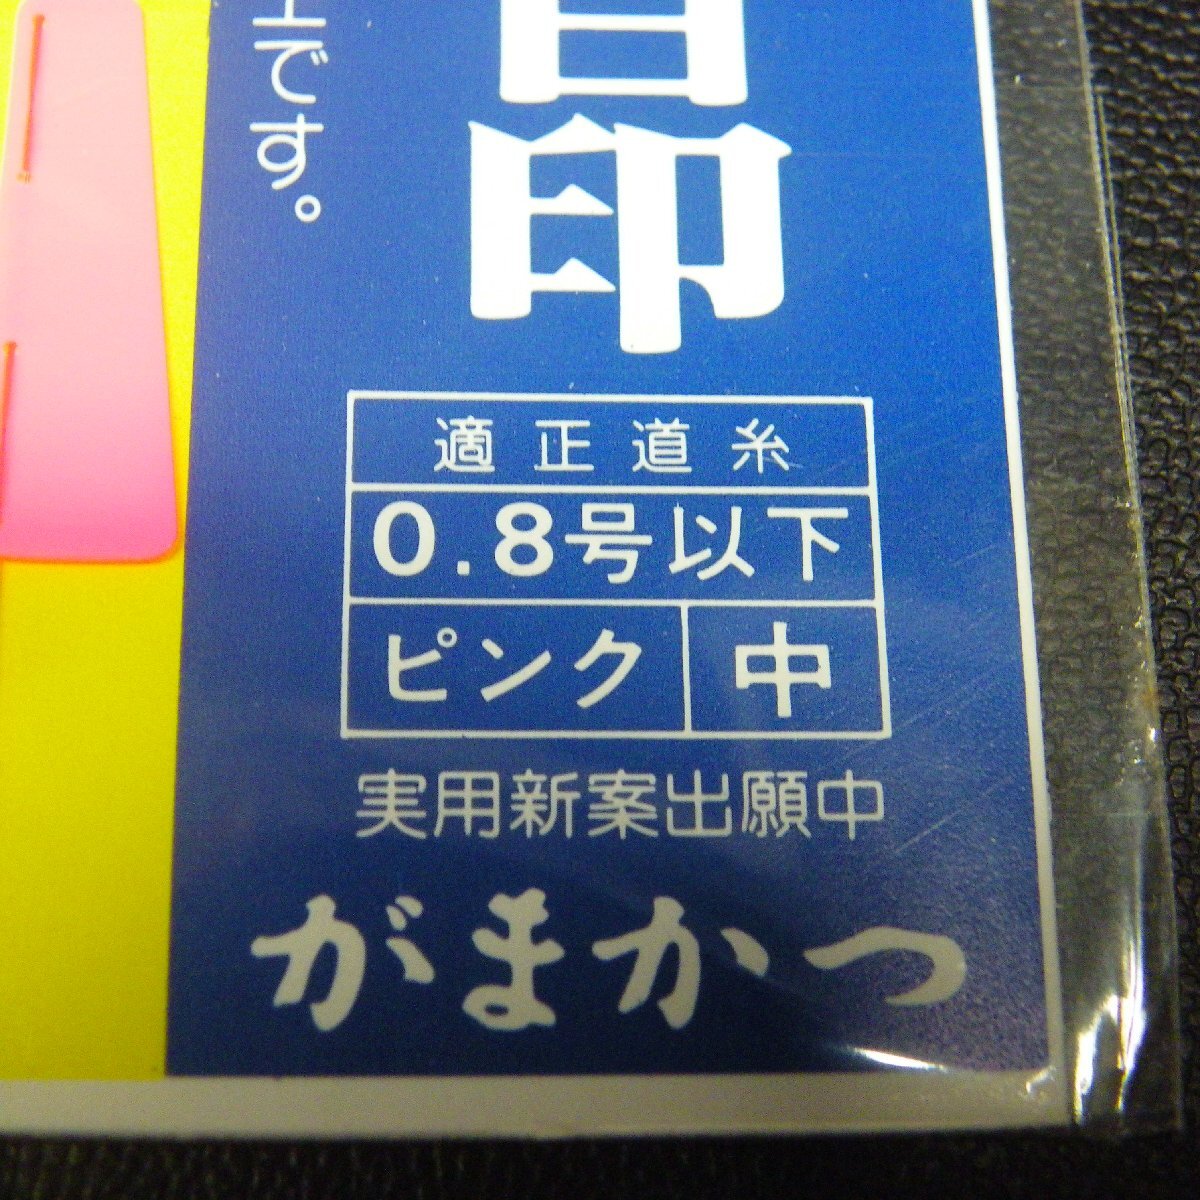 です。
印
適正道糸
0.8号以下
ピンク 中
実用新案出願中
がまかつ